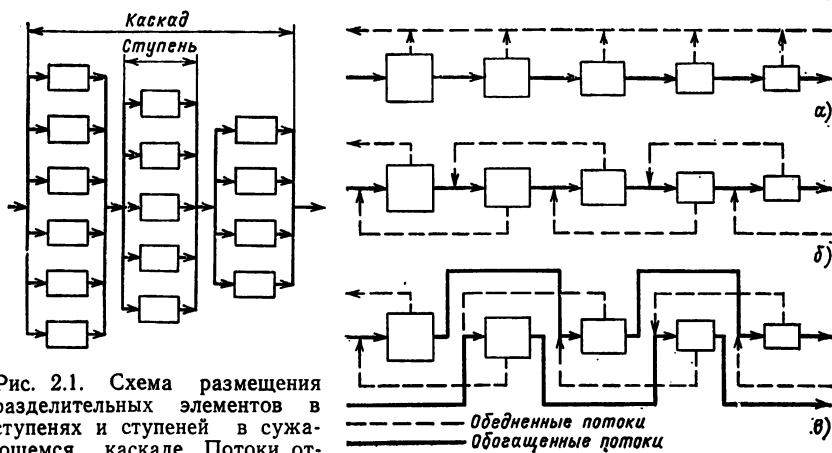 Каскад
Ступень
а)
б)
в)
Обедненные потоки
Обогащенные потоки
Рис. 2.1. Схема размещения
разделительных элементов в
ступенях и ступеней в сужа-
ющемся каскаде. Потоки от-